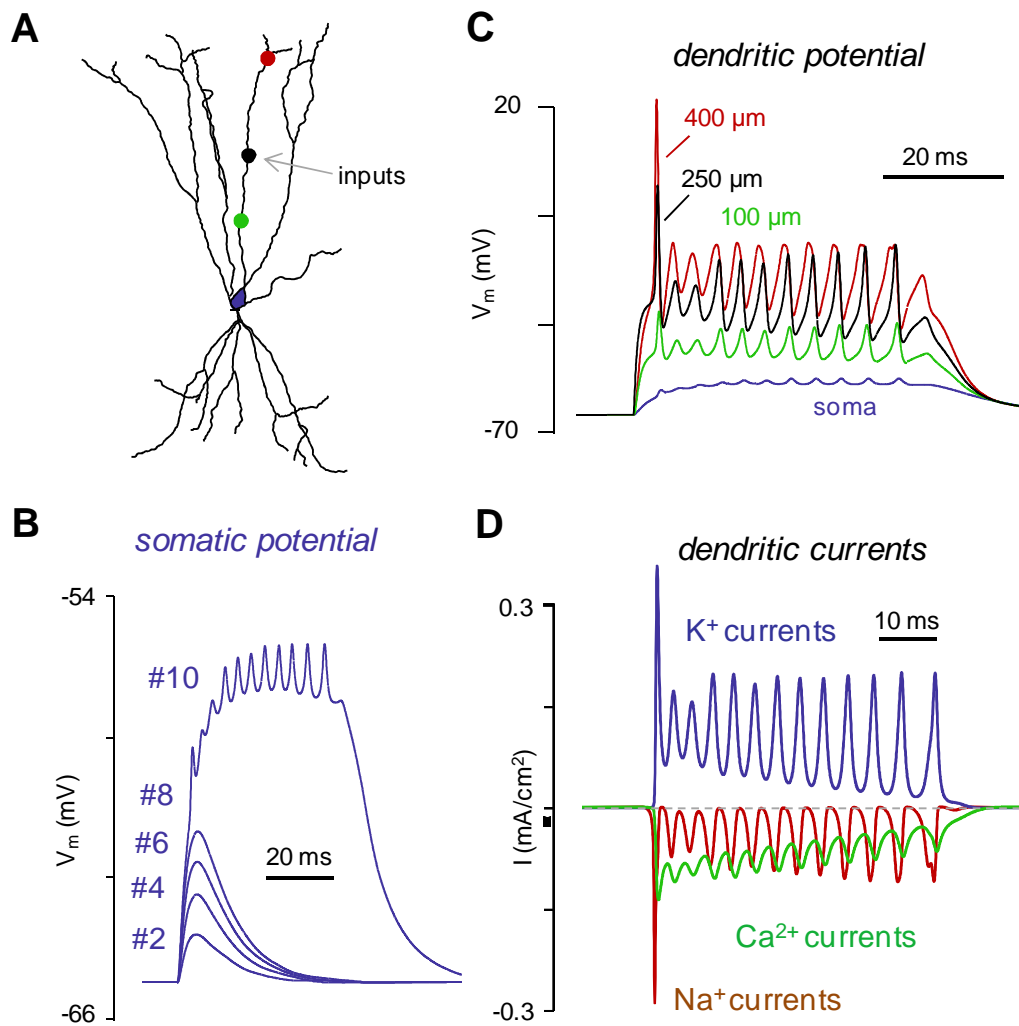 A
inputs
B
somatic potential
-54
#10
#8
#6
#4
#2
20 ms
Vm (mV)
-66
C
dendritic potential
20
400 µm
20 ms
250 µm
100 µm
Vm (mV)
soma
-70
D
dendritic currents
0.3
10 ms
K+ currents
I (mA/cm2)
Ca2+ currents
Na+ currents
-0.3